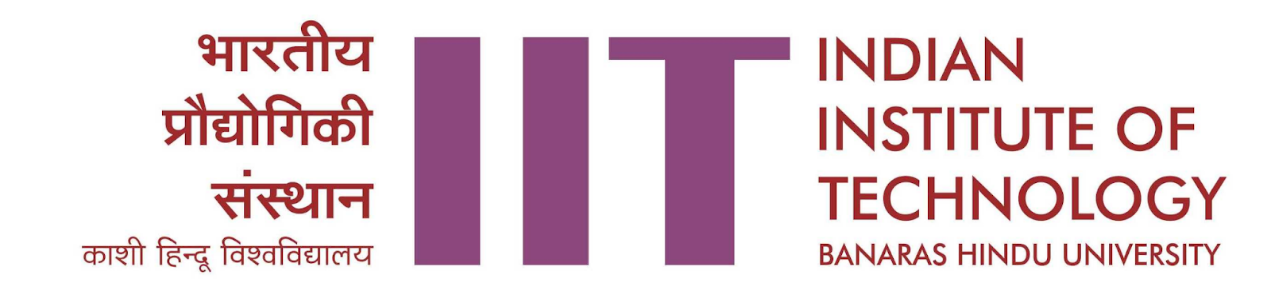 भारतीय
प्रौद्योगिकी
संस्थान
काशी हिन्दू विश्वविद्यालय
IIT
INDIAN
INSTITUTE OF
TECHNOLOGY
BANARAS HINDU UNIVERSITY